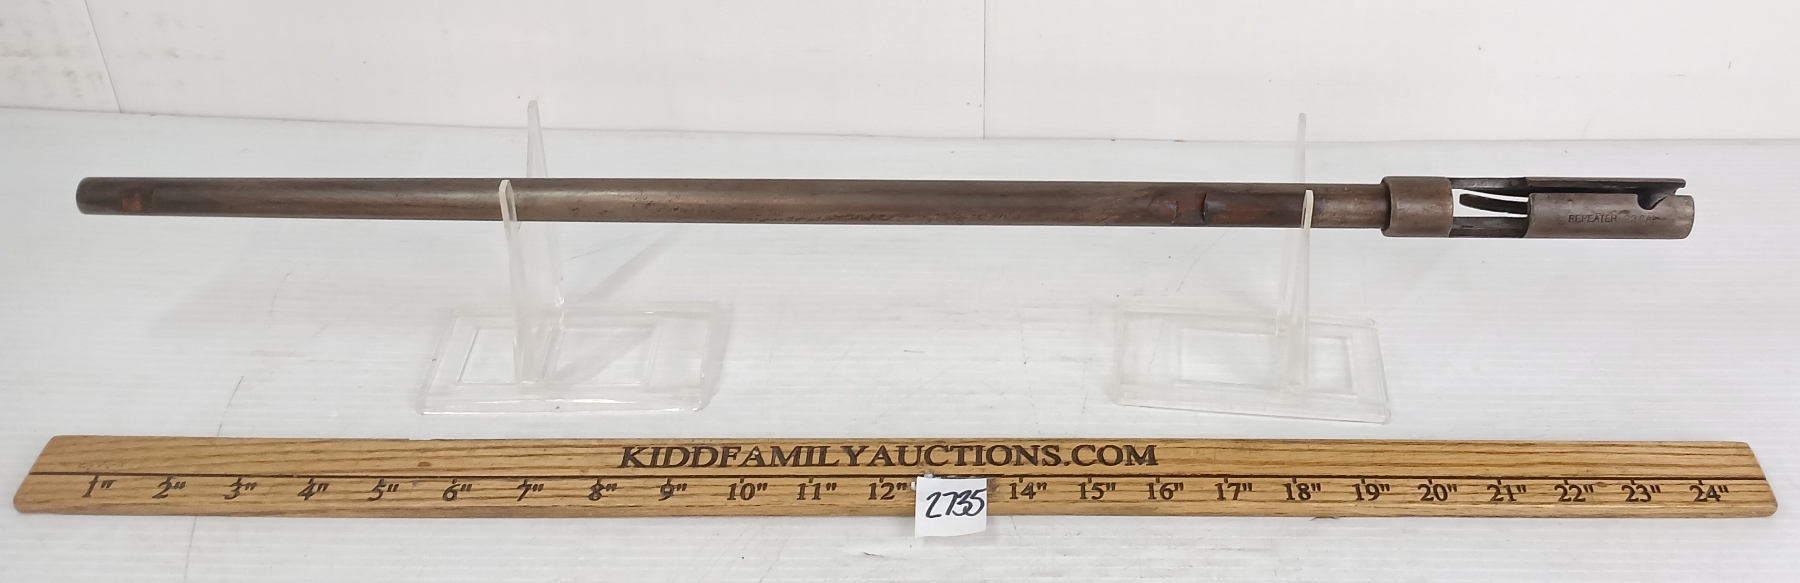 REPEATER
KIDDFAMILYAUCTIONS.COM
1" 2" 3" 4" 5" 6" 7" 8" 9" 10" 11" 12" 14" 15" 16" 17" 18" 19" 20" 21" 22" 23" 24"
2735